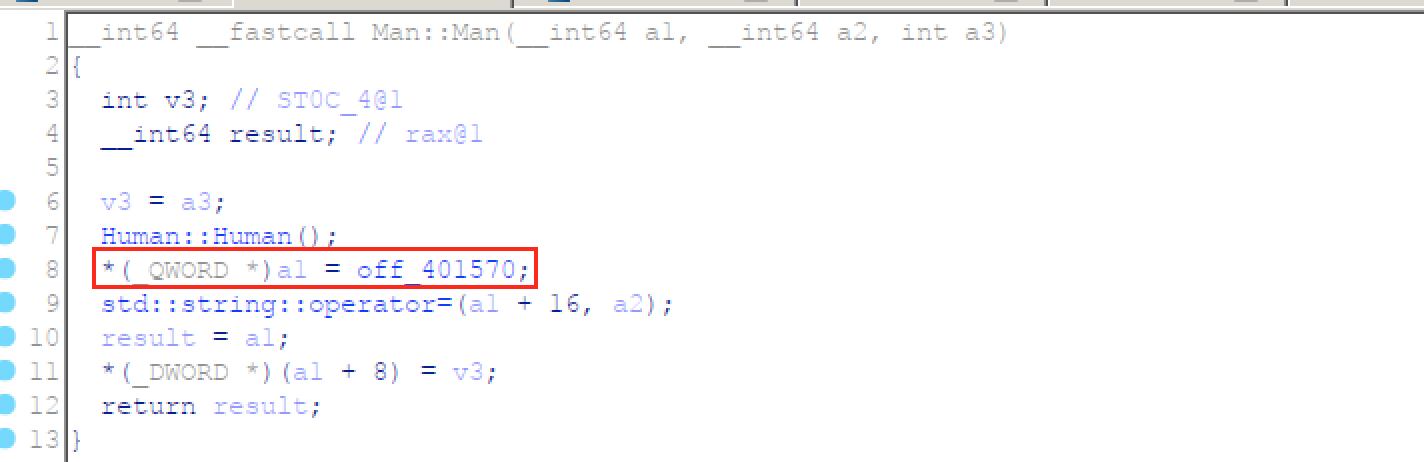 1 __int64 __fastcall Man::Man(__int64 a1, __int64 a2, int a3)
2 {
3 int v3; // ST0C_4@1
4 __int64 result; // rax@1
5
6 v3 = a3;
7 Human::Human();
8 *(_QWORD *)a1 = off_401570;
9 std::string::operator=(a1 + 16, a2);
10 result = a1;
11 *(_DWORD *)(a1 + 8) = v3;
12 return result;
13 }